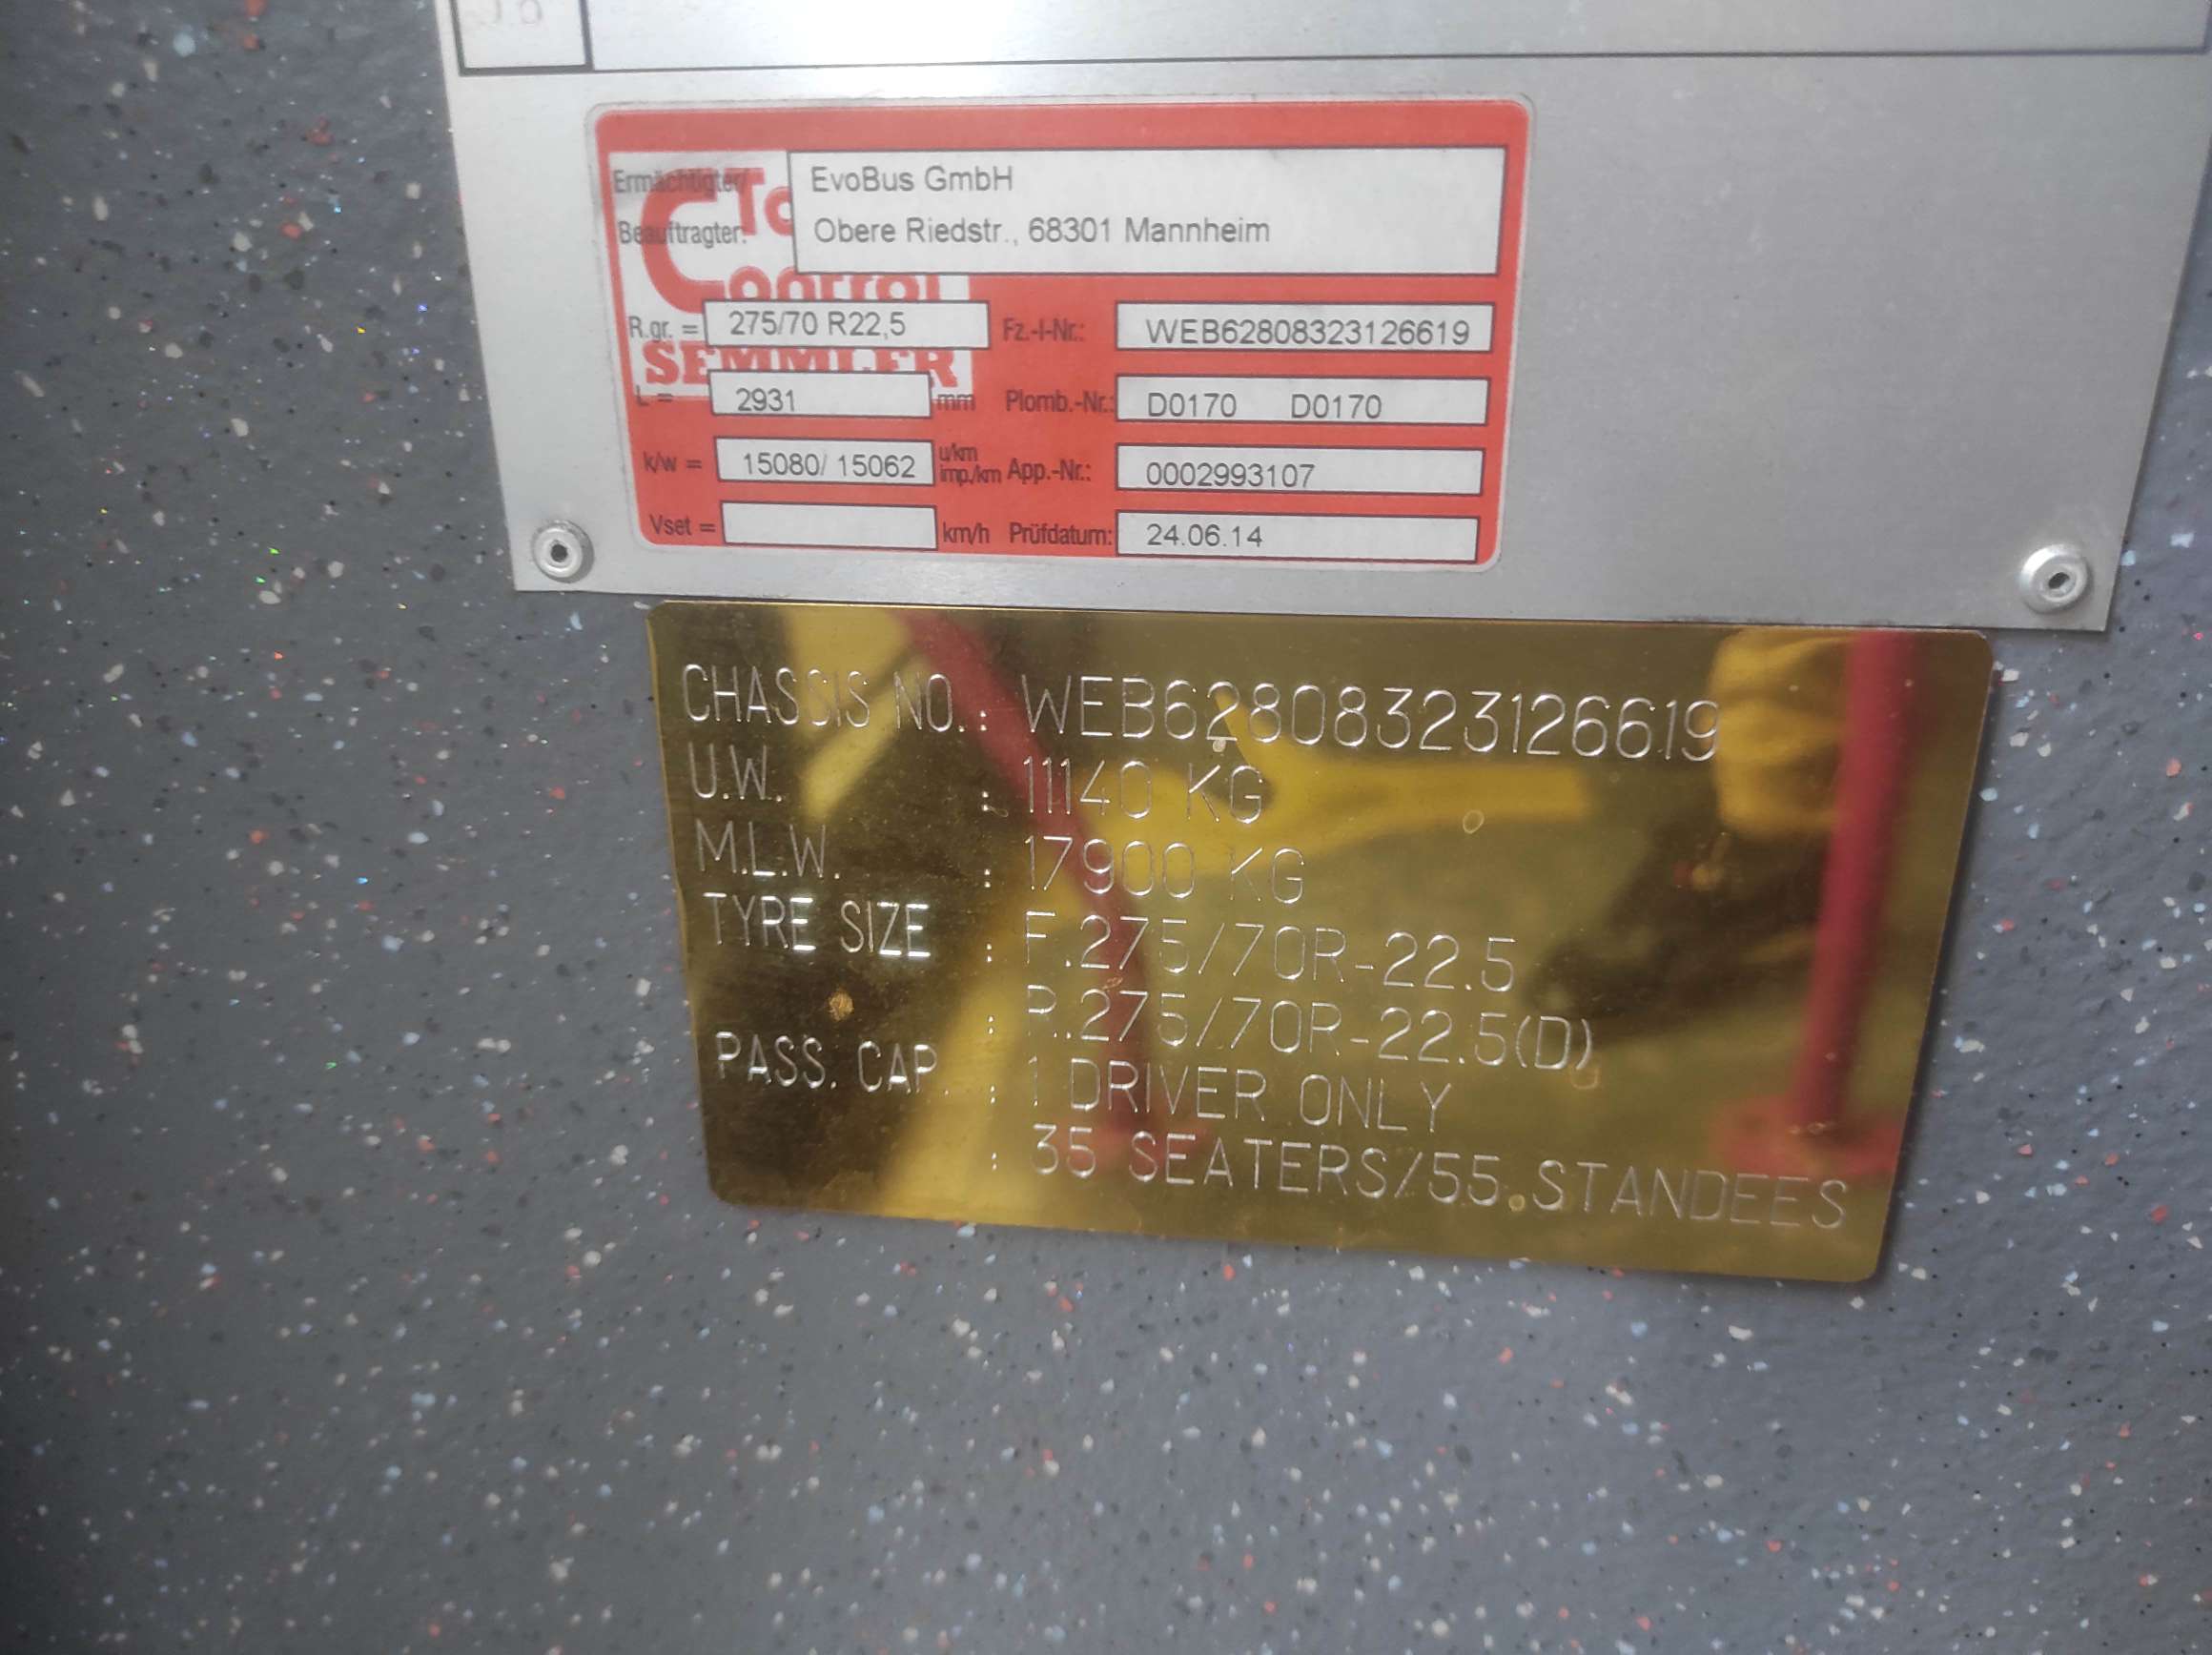 Ermächtigter/ EvoBus GmbH
Beauftragter: Obere Riedstr., 68301 Mannheim
Control
R.gr. = 275/70 R22,5 Fz.-I-Nr.: WEB62808323126619
SEMMLER
L = 2931 mm Plomb.-Nr.: D0170 D0170
k/w = 15080/ 15062 u/km imp./km App.-Nr.: 0002993107
Vset = km/h Prüfdatum: 24.06.14
CHASSIS NO.: WEB62808323126619
U.W. : 11140 KG
M.L.W. : 17900 KG
TYRE SIZE : F.275/70R-22.5
: R.275/70R-22.5(D)
PASS. CAP. : 1 DRIVER ONLY
: 35 SEATERS/55.STANDEES